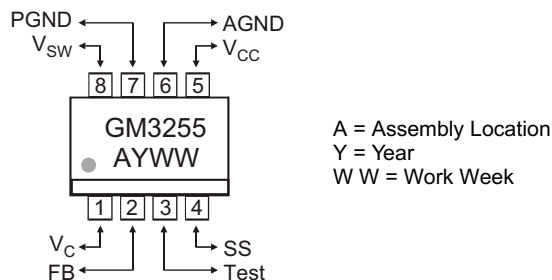 PGND AGND
VSW VCC
8 7 6 5
GM3255
AYWW
A = Assembly Location
Y = Year
W W = Work Week
1 2 3 4
VC SS
FB Test